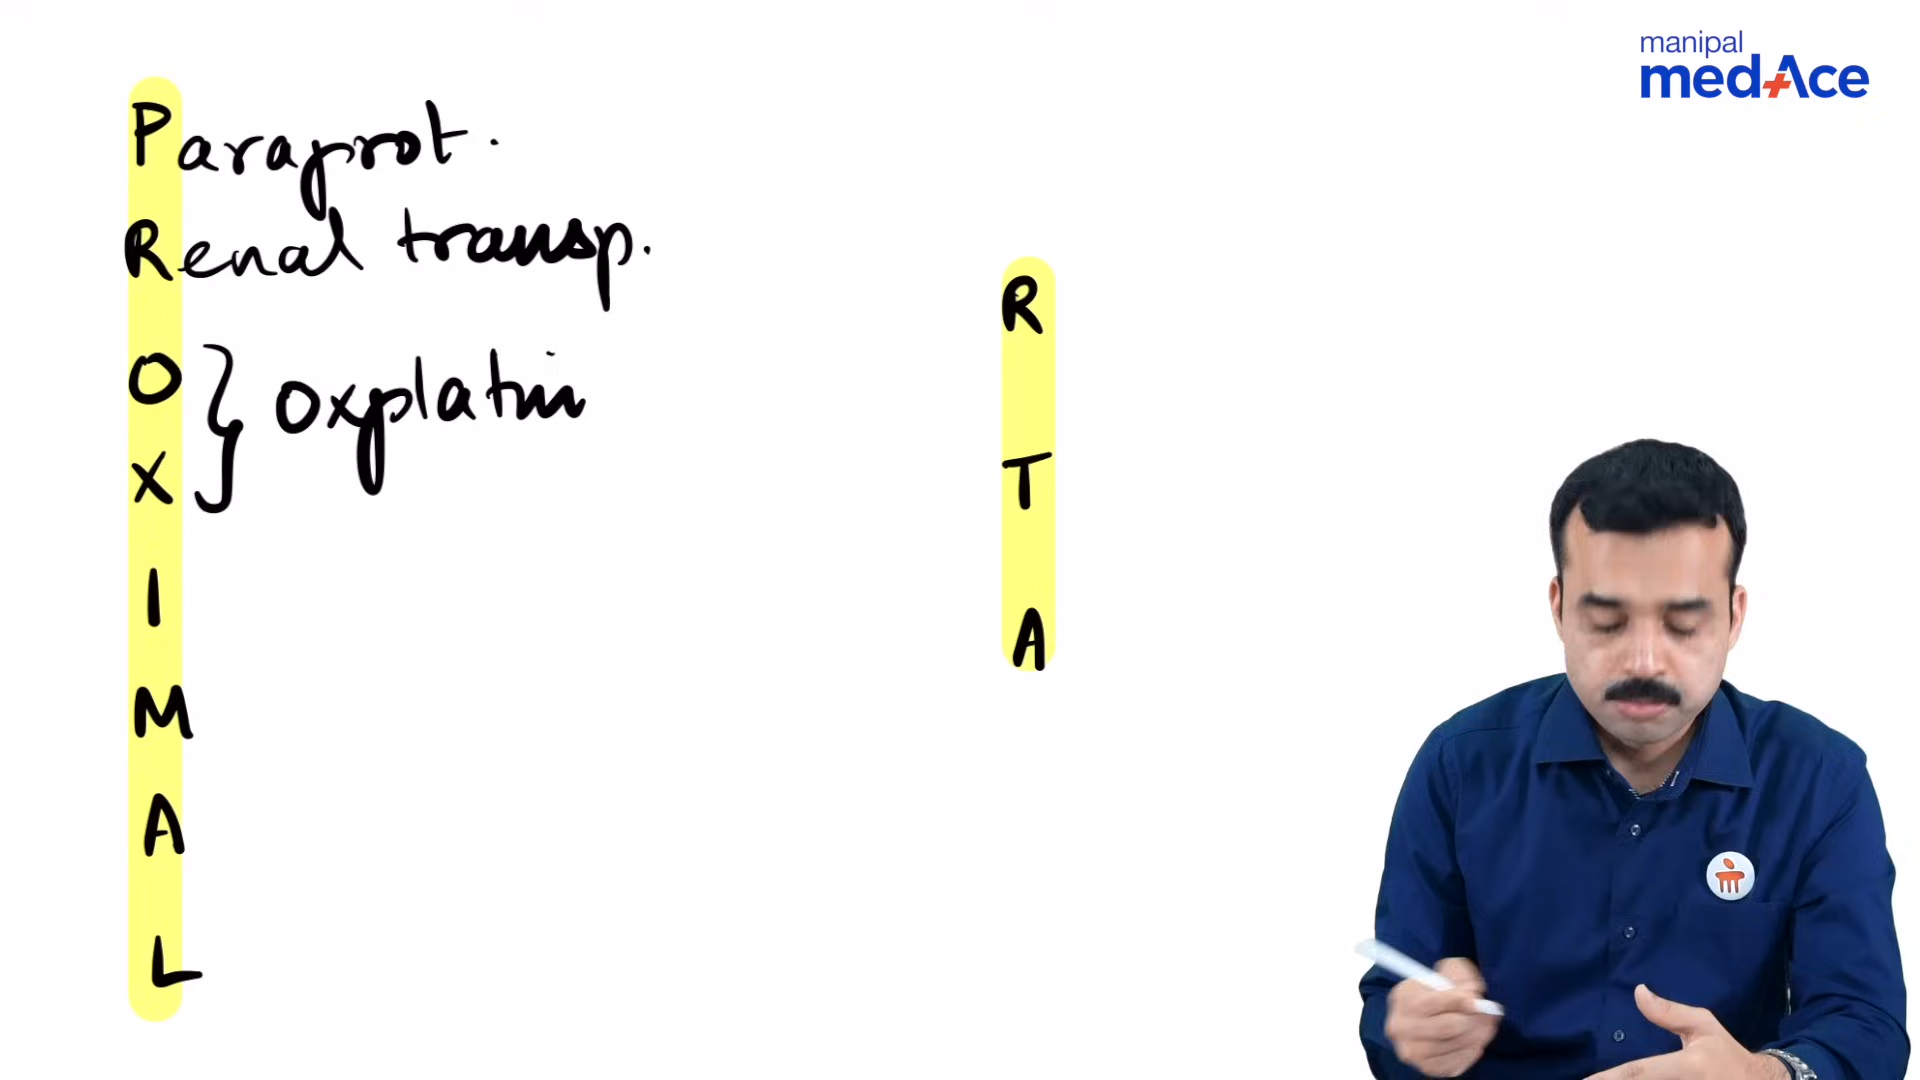 manipal
medAce
Paraprot.
Renal transp.
O
X
} oxplatin
I
M
A
L
R
T
A